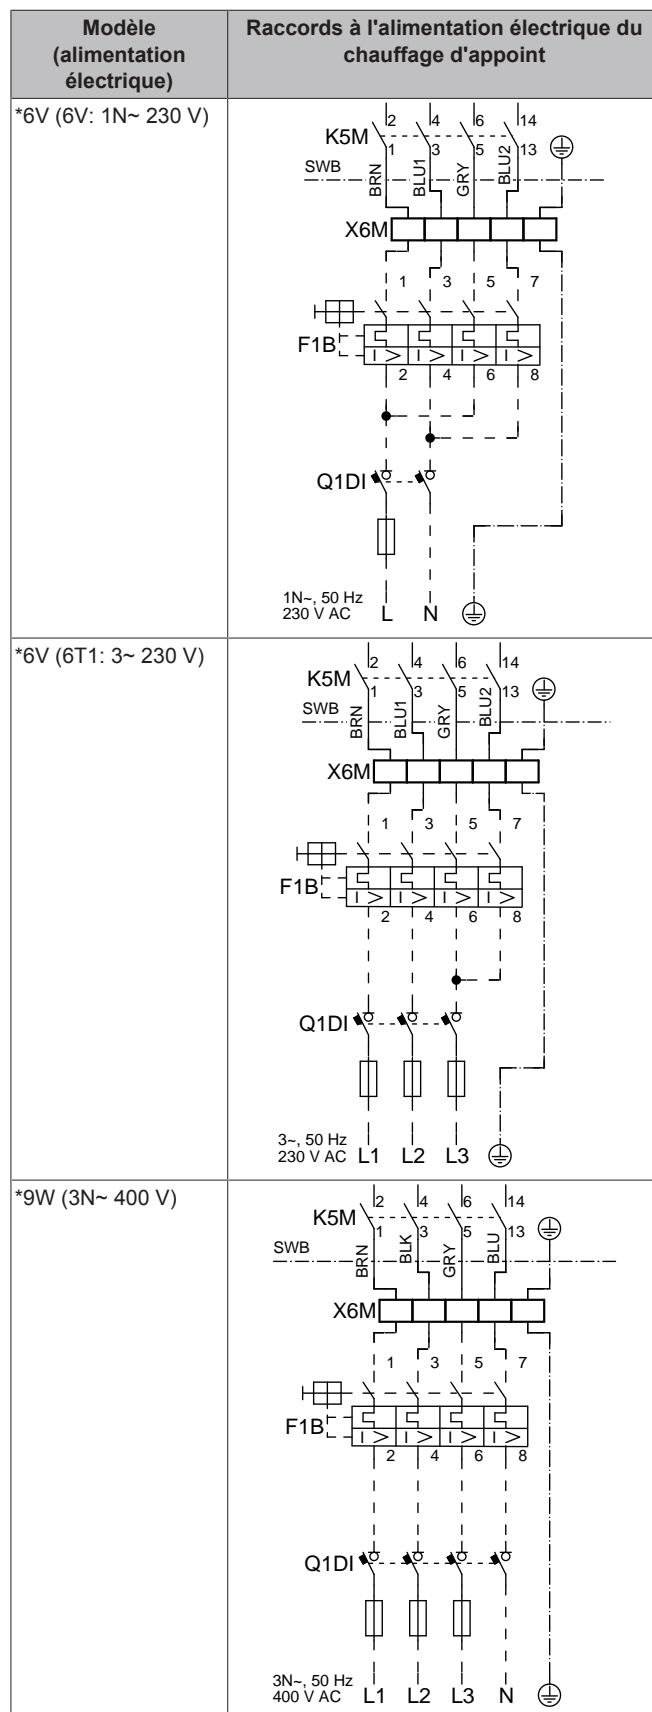 Modèle
(alimentation
électrique)
Raccords à l'alimentation électrique du
chauffage d'appoint
*6V (6V: 1N~ 230 V)
2 4 6 14
K5M
1 3 5 13
SWB
BRN BLU1 GRY BLU2
X6M
1 3 5 7
F1B
I > I > I > I >
2 4 6 8
Q1DI
1N~, 50 Hz
230 V AC
L N
*6V (6T1: 3~ 230 V)
2 4 6 14
K5M
1 3 5 13
SWB
BRN BLU1 GRY BLU2
X6M
1 3 5 7
F1B
I > I > I > I >
2 4 6 8
Q1DI
3~, 50 Hz
230 V AC
L1 L2 L3
*9W (3N~ 400 V)
2 4 6 14
K5M
1 3 5 13
SWB
BRN BLK GRY BLU
X6M
1 3 5 7
F1B
I > I > I > I >
2 4 6 8
Q1DI
3N~, 50 Hz
400 V AC
L1 L2 L3 N